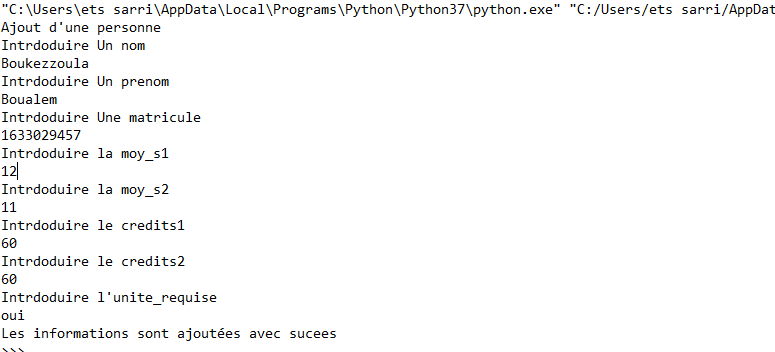 "C:\Users\ets sarri\AppData\Local\Programs\Python\Python37\python.exe" "C:/Users/ets sarri/AppDat
Ajout d'une personne
Intrdoduire Un nom
Boukezzoula
Intrdoduire Un prenom
Boualem
Intrdoduire Une matricule
1633029457
Intrdoduire la moy_s1
12
Intrdoduire la moy_s2
11
Intrdoduire le credits1
60
Intrdoduire le credits2
60
Intrdoduire l'unite_requise
oui
Les informations sont ajoutées avec sucees
```